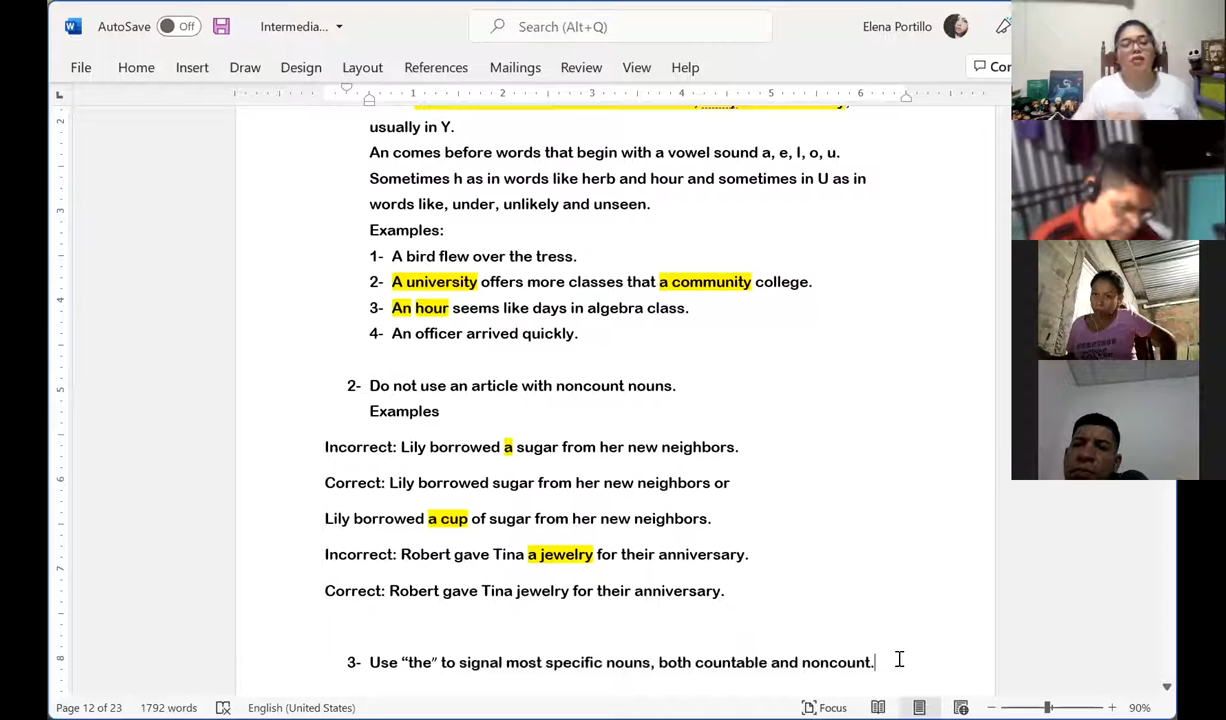 AutoSave Off Intermedia... Search (Alt+Q) Elena Portillo
File Home Insert Draw Design Layout References Mailings Review View Help
1 2 3 4 5 6
usually in Y.
An comes before words that begin with a vowel sound a, e, I, o, u.
Sometimes h as in words like herb and hour and sometimes in U as in
words like, under, unlikely and unseen.
Examples:
1- A bird flew over the tress.
2- A university offers more classes that a community college.
3- An hour seems like days in algebra class.
4- An officer arrived quickly.
2- Do not use an article with noncount nouns.
Examples
Incorrect: Lily borrowed a sugar from her new neighbors.
Correct: Lily borrowed sugar from her new neighbors or
Lily borrowed a cup of sugar from her new neighbors.
Incorrect: Robert gave Tina a jewelry for their anniversary.
Correct: Robert gave Tina jewelry for their anniversary.
3- Use “the” to signal most specific nouns, both countable and noncount.
Page 12 of 23 1792 words English (United States) Focus 90%